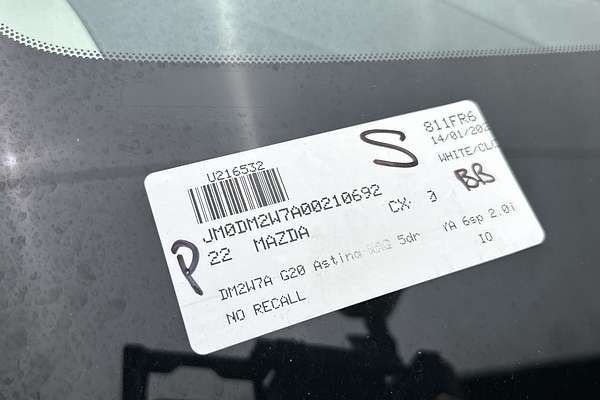 U216532
S
811FR6
14/01/202
WHITE/CLO
JM0DM2W7A00210692
BB
22 MAZDA CX- 3
P
DM2W7A G20 Astina 5dr YA 6sp 2.0i
NO RECALL
10